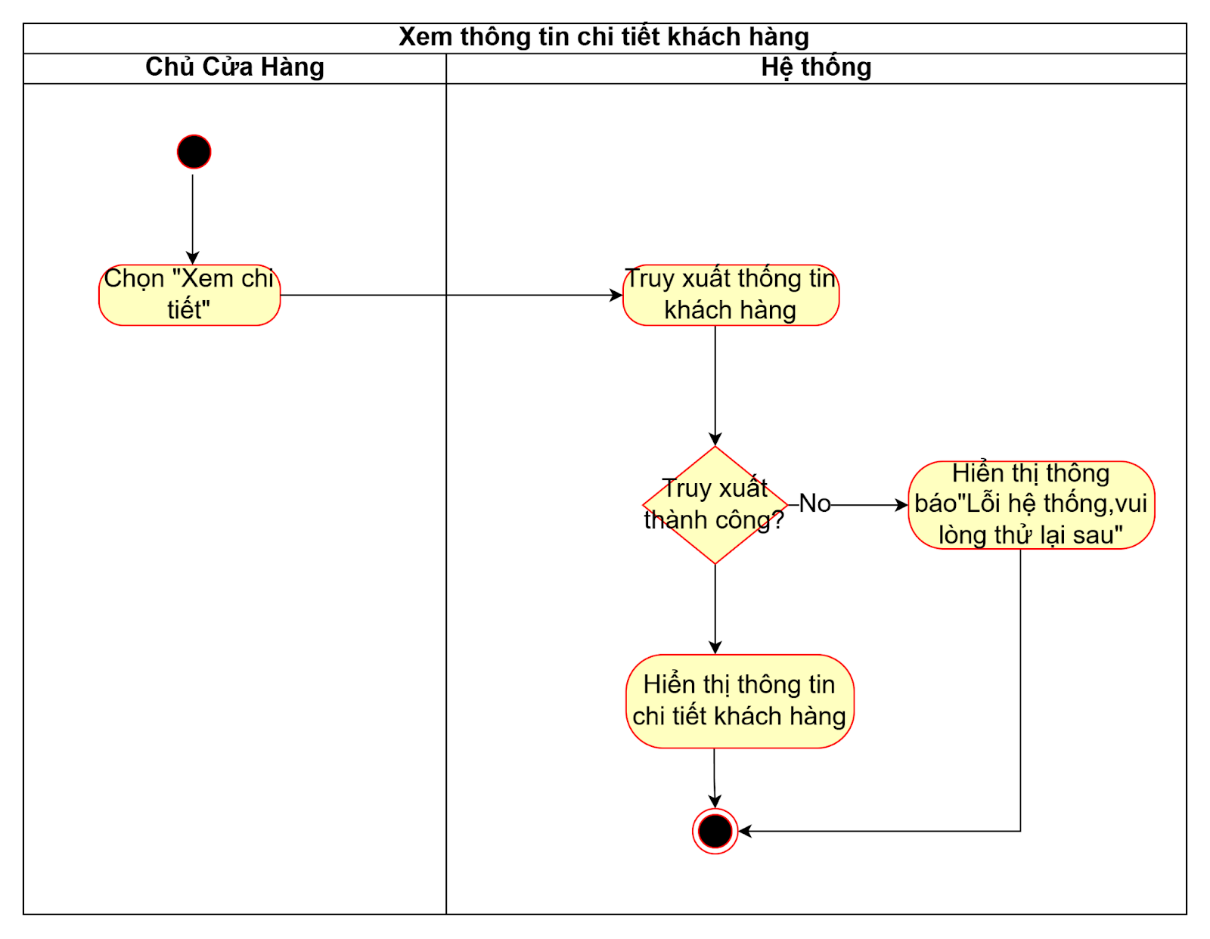 Xem thông tin chi tiết khách hàng
Chủ Cửa Hàng
Hệ thống
Chọn "Xem chi
tiết"
Truy xuất thống tin
khách hàng
Truy xuất
thành công?
No
Hiển thị thông
báo"Lỗi hệ thống,vui
lòng thử lại sau"
Hiển thị thông tin
chi tiết khách hàng